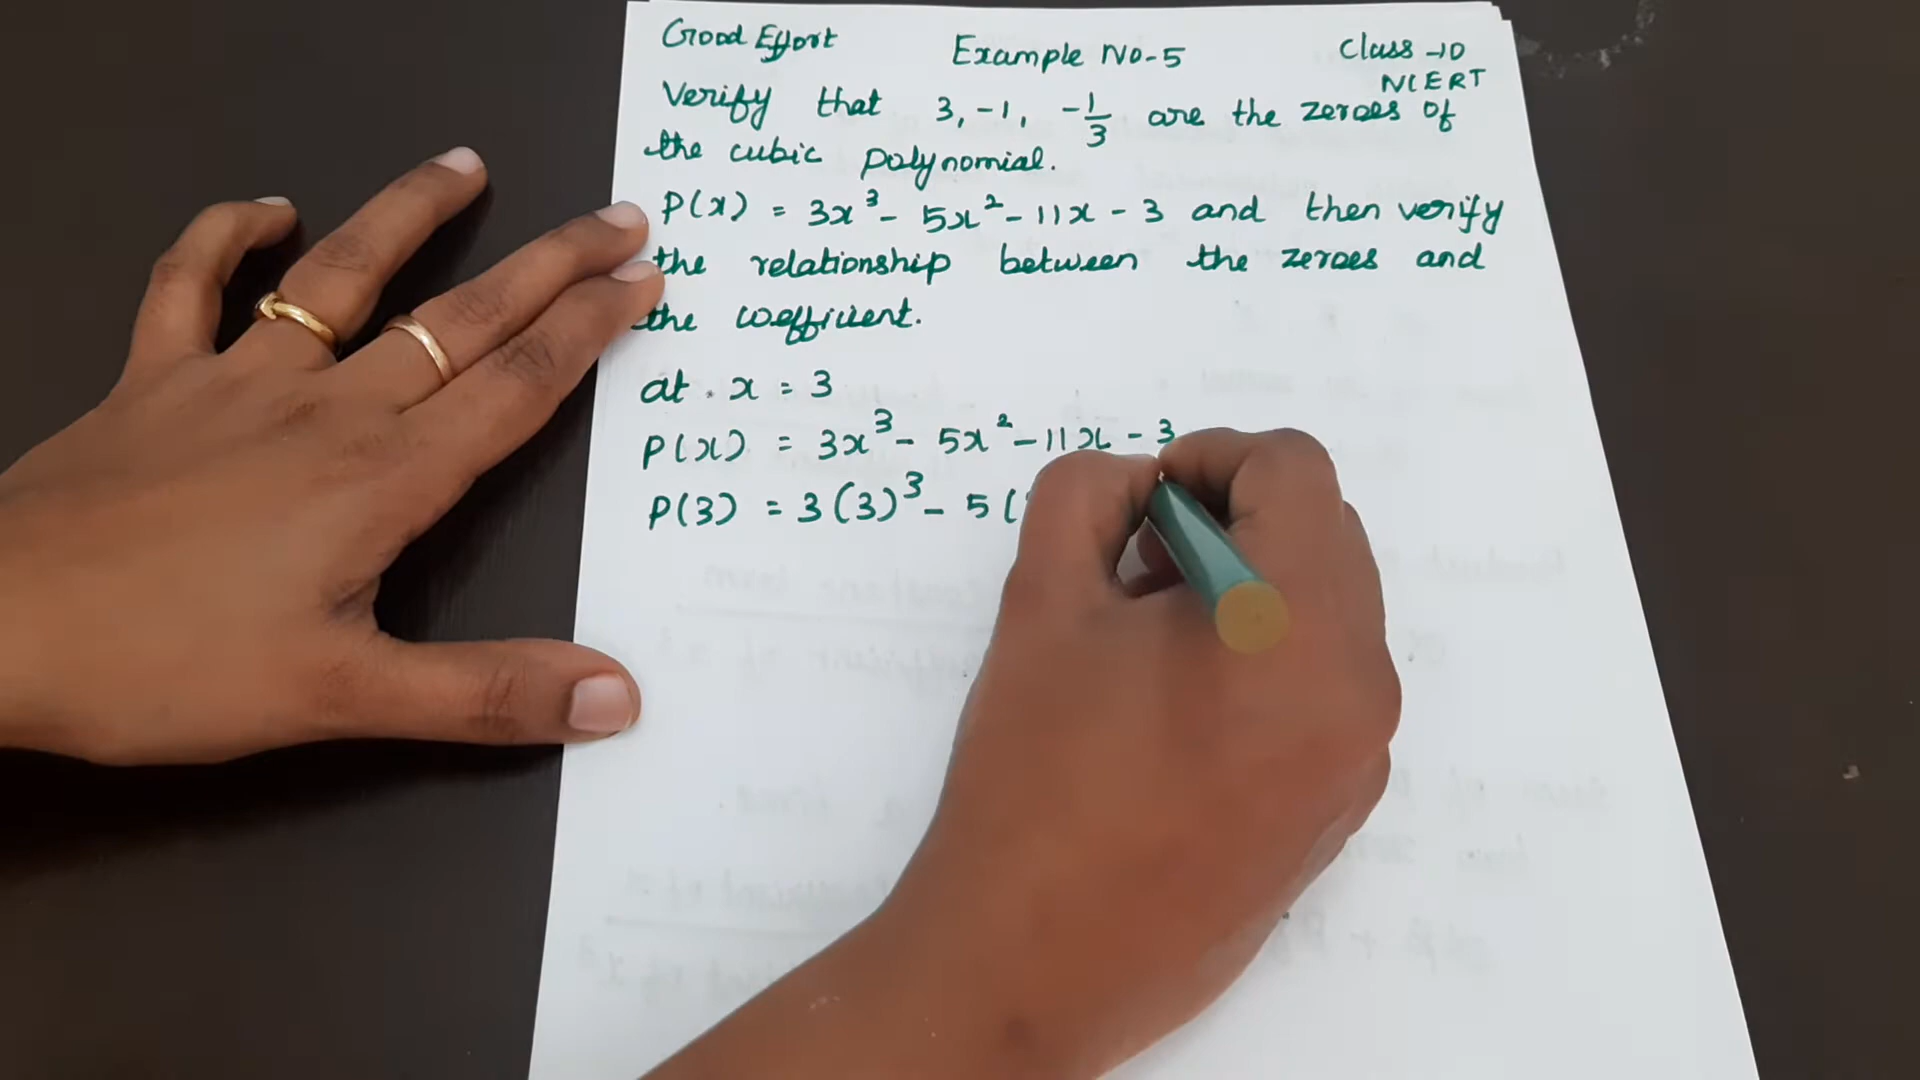 Good Effort Example No-5 Class-10
NCERT
Verify that 3, -1, -1/3 are the zeroes of
the cubic polynomial.
P(x) = 3x³ - 5x² - 11x - 3 and then verify
the relationship between the zeroes and
the coefficient.
at x = 3
P(x) = 3x³ - 5x² - 11x - 3
P(3) = 3(3)³ - 5(